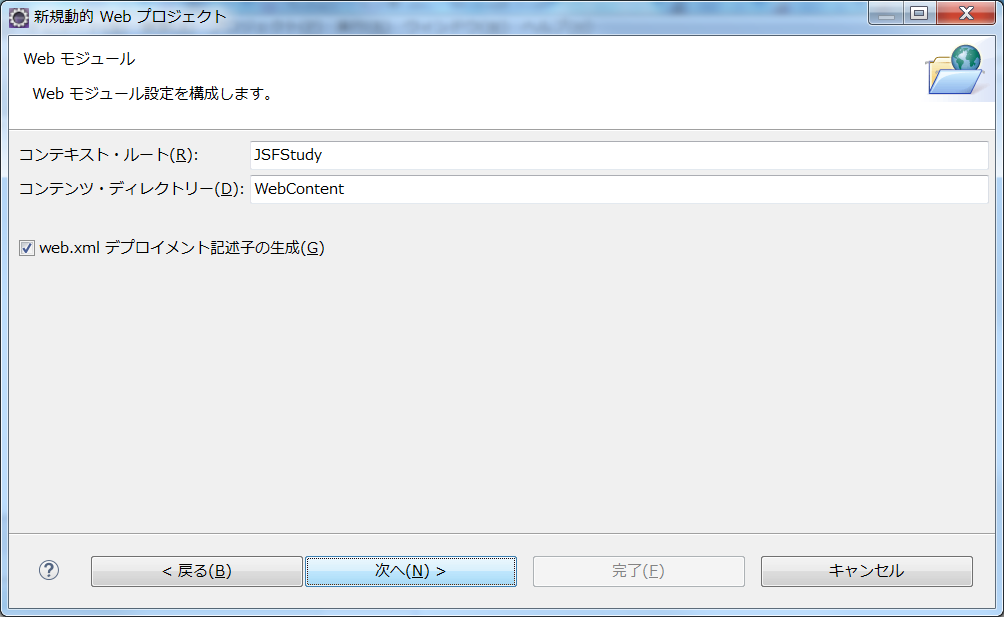 新規動的 Web プロジェクト
Web モジュール
Web モジュール設定を構成します。
コンテキスト・ルート(R): JSFStudy
コンテンツ・ディレクトリー(D): WebContent
web.xml デプロイメント記述子の生成(G)
? < 戻る(B) 次へ(N) > 完了(F) キャンセル